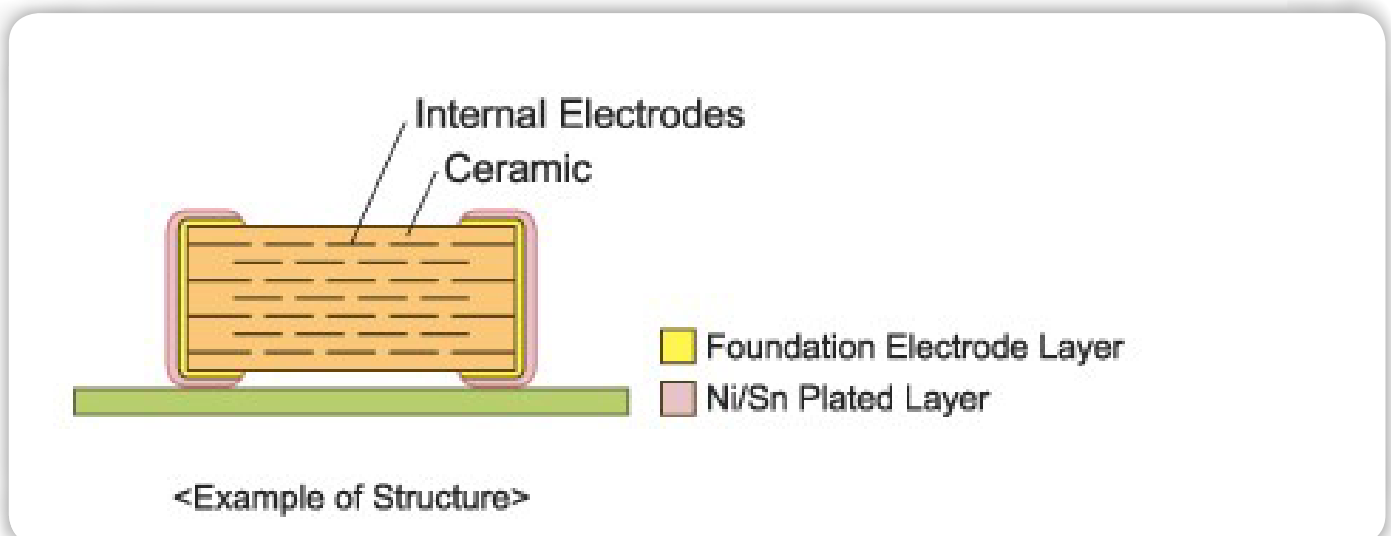 Internal Electrodes
Ceramic
Foundation Electrode Layer
Ni/Sn Plated Layer
<Example of Structure>